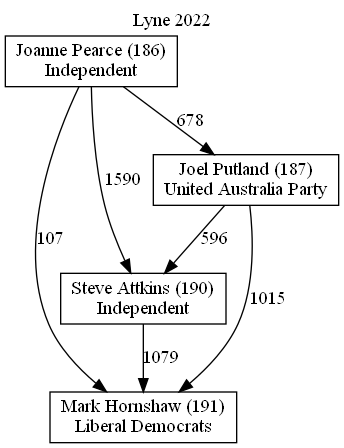 Lyne 2022
Joanne Pearce (186)
Independent
678
Joel Putland (187)
United Australia Party
1590
107
596
1015
Steve Attkins (190)
Independent
1079
Mark Hornshaw (191)
Liberal Democrats